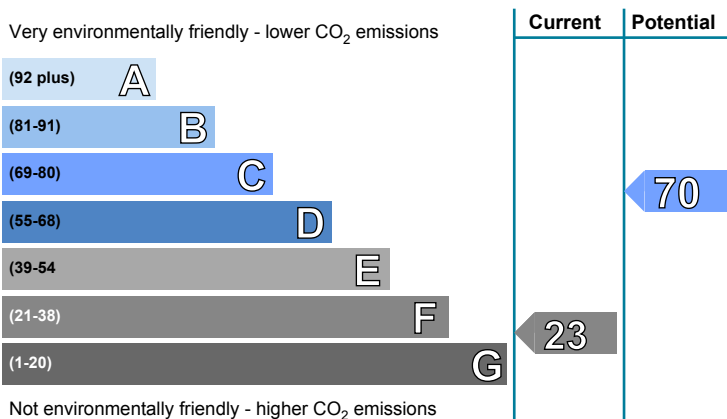 Current Potential
Very environmentally friendly - lower CO2 emissions
(92 plus) A
(81-91) B
(69-80) C
70
(55-68) D
(39-54 E
(21-38) F
23
(1-20) G
Not environmentally friendly - higher CO2 emissions